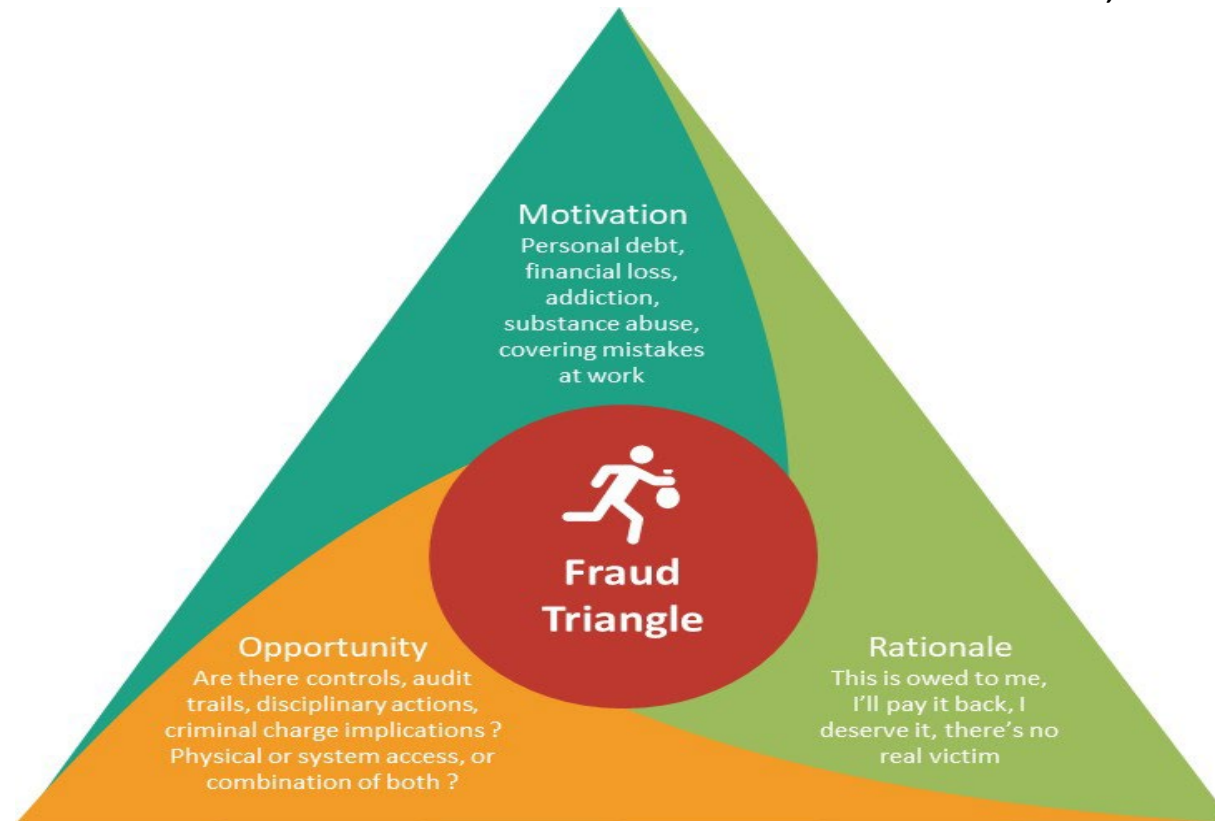 Motivation
Personal debt,
financial loss,
addiction,
substance abuse,
covering mistakes
at work
Fraud
Triangle
Opportunity
Are there controls, audit
trails, disciplinary actions,
criminal charge implications ?
Physical or system access, or
combination of both ?
Rationale
This is owed to me,
I'll pay it back, I
deserve it, there's no
real victim